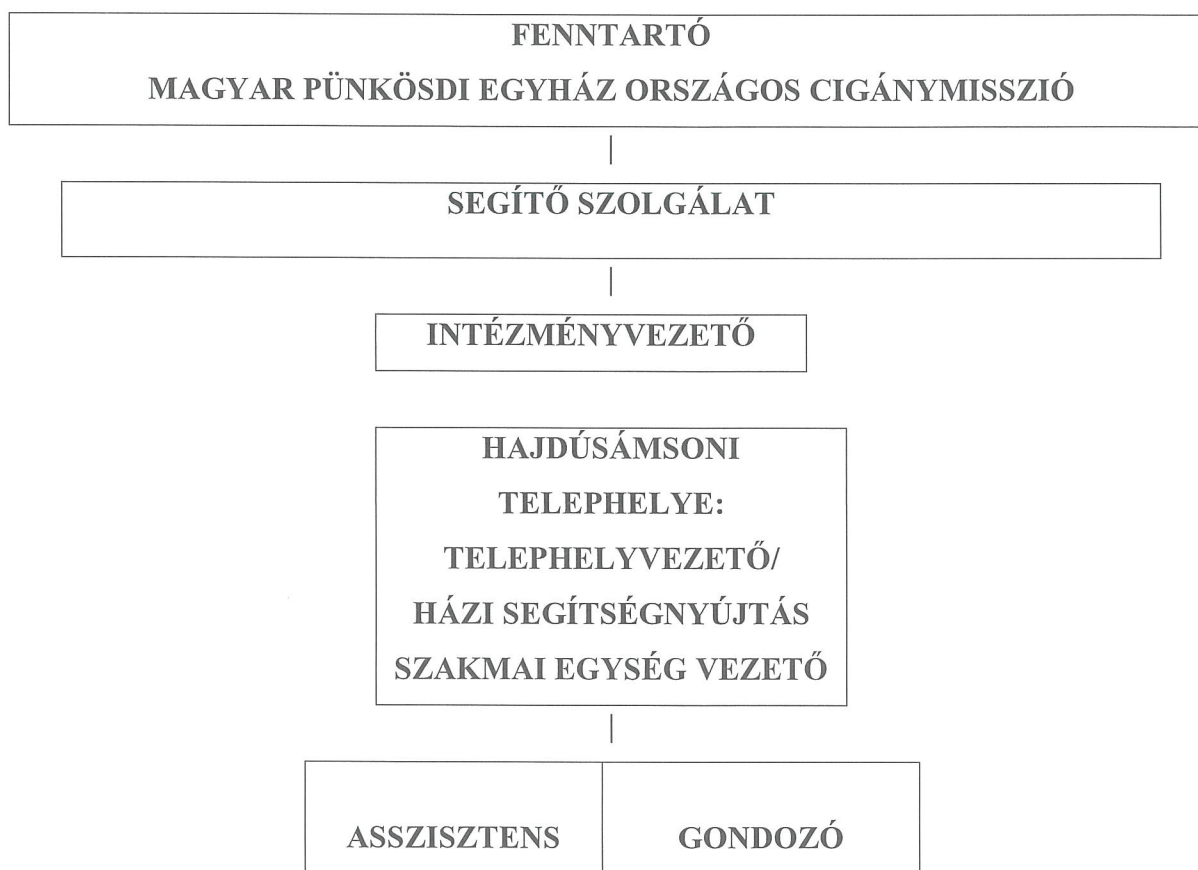 FENNTARTÓ
MAGYAR PÜNKÖSDI EGYHÁZ ORSZÁGOS CIGÁNYMISSZIÓ
SEGÍTŐ SZOLGÁLAT
INTÉZMÉNYVEZETŐ
HAJDÚSÁMSONI
TELEPHELYE:
TELEPHELYVEZETŐ/
HÁZI SEGÍTSÉGNYÚJTÁS
SZAKMAI EGYSÉG VEZETŐ
ASSZISZTENS GONDOZÓ